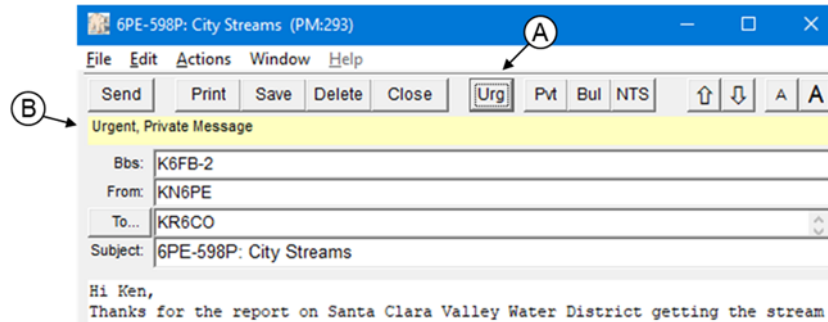 6PE-598P: City Streams (PM:293)
A
File Edit Actions Window Help
Send Print Save Delete Close Urg Pvt Bul NTS A A
B
Urgent, Private Message
Bbs: K6FB-2
From: KN6PE
To... KR6CO
Subject: 6PE-598P: City Streams
Hi Ken,
Thanks for the report on Santa Clara Valley Water District getting the stream